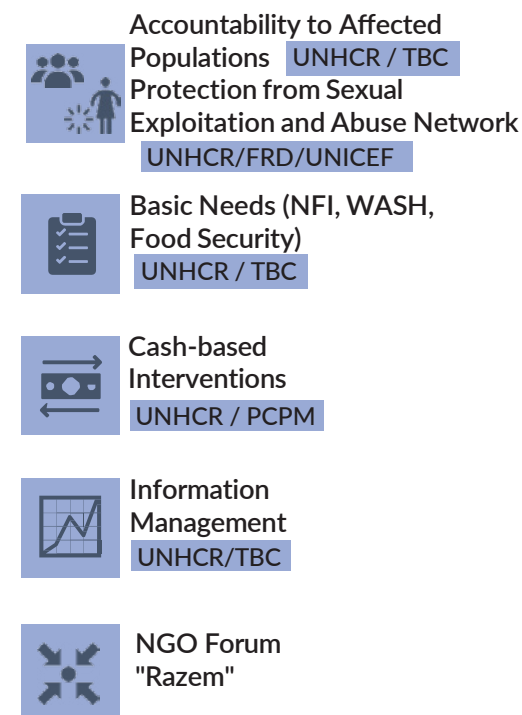 Accountability to Affected
Populations UNHCR / TBC
Protection from Sexual
Exploitation and Abuse Network
UNHCR/FRD/UNICEF
Basic Needs (NFI, WASH,
Food Security)
UNHCR / TBC
Cash-based
Interventions
UNHCR / PCPM
Information
Management
UNHCR/TBC
NGO Forum
"Razem"